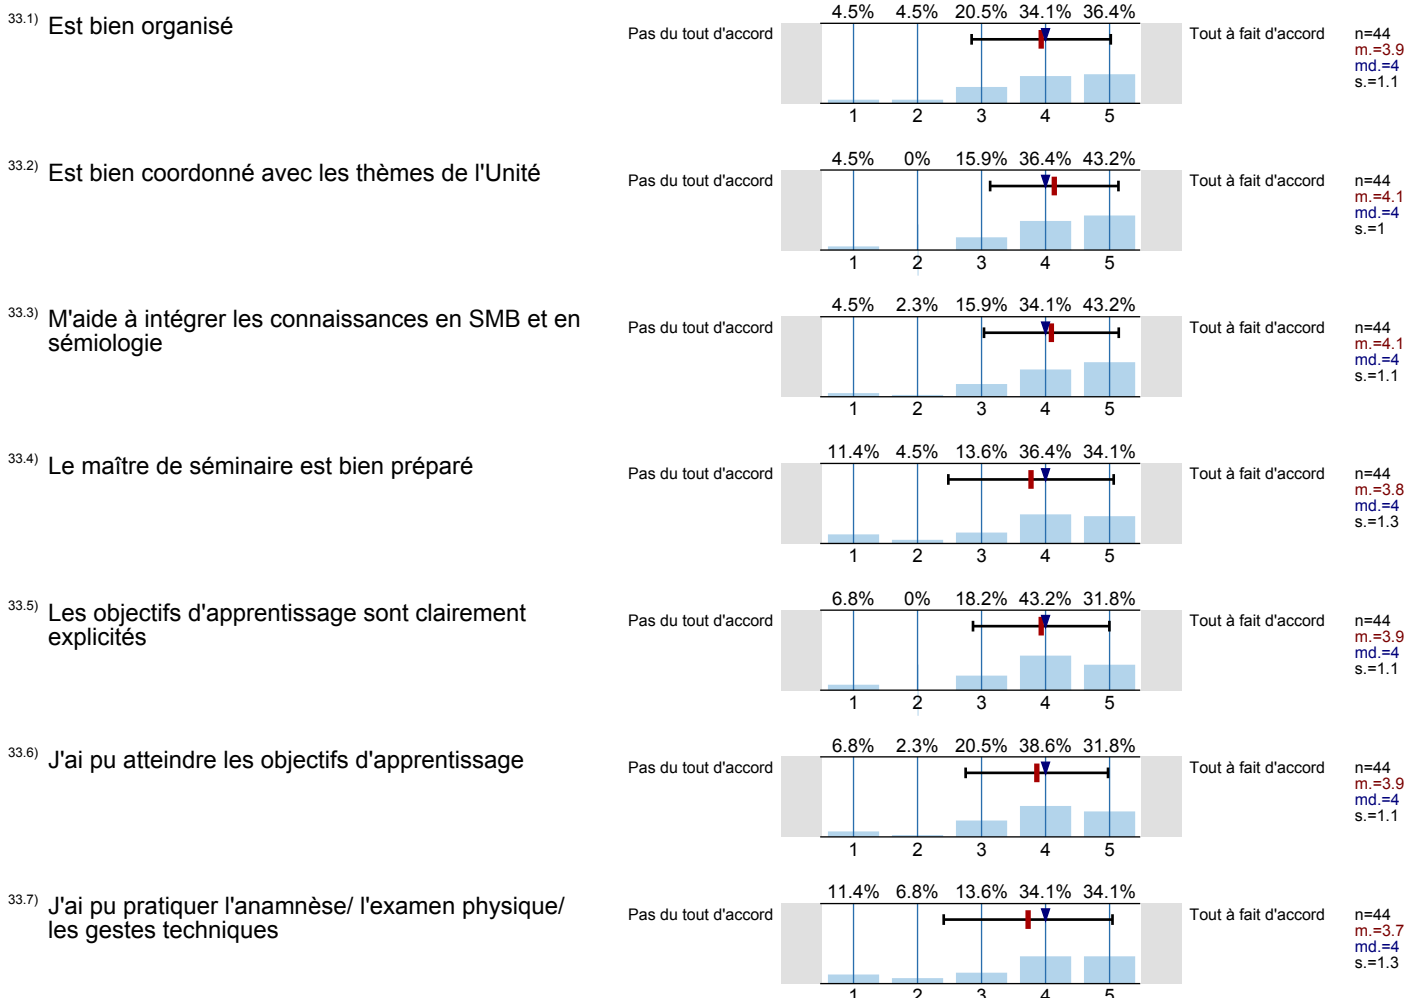 33.1) Est bien organisé
4.5% 4.5% 20.5% 34.1% 36.4%
Pas du tout d'accord
Tout à fait d'accord
n=44
m.=3.9
md.=4
s.=1.1
1 2 3 4 5
33.2) Est bien coordonné avec les thèmes de l'Unité
4.5% 0% 15.9% 36.4% 43.2%
Pas du tout d'accord
Tout à fait d'accord
n=44
m.=4.1
md.=4
s.=1
1 2 3 4 5
33.3) M'aide à intégrer les connaissances en SMB et en
sémiologie
4.5% 2.3% 15.9% 34.1% 43.2%
Pas du tout d'accord
Tout à fait d'accord
n=44
m.=4.1
md.=4
s.=1.1
1 2 3 4 5
33.4) Le maître de séminaire est bien préparé
11.4% 4.5% 13.6% 36.4% 34.1%
Pas du tout d'accord
Tout à fait d'accord
n=44
m.=3.8
md.=4
s.=1.3
1 2 3 4 5
33.5) Les objectifs d'apprentissage sont clairement
explicités
6.8% 0% 18.2% 43.2% 31.8%
Pas du tout d'accord
Tout à fait d'accord
n=44
m.=3.9
md.=4
s.=1.1
1 2 3 4 5
33.6) J'ai pu atteindre les objectifs d'apprentissage
6.8% 2.3% 20.5% 38.6% 31.8%
Pas du tout d'accord
Tout à fait d'accord
n=44
m.=3.9
md.=4
s.=1.1
1 2 3 4 5
33.7) J'ai pu pratiquer l'anamnèse/ l'examen physique/
les gestes techniques
11.4% 6.8% 13.6% 34.1% 34.1%
Pas du tout d'accord
Tout à fait d'accord
n=44
m.=3.7
md.=4
s.=1.3
1 2 3 4 5